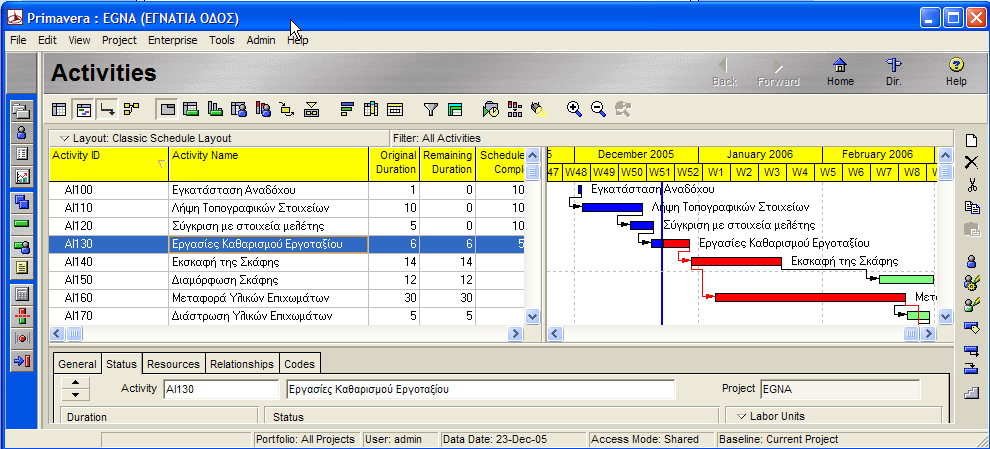 Primavera : EGNA (ΕΓΝΑΤΙΑ ΟΔΟΣ)
File Edit View Project Enterprise Tools Admin Help
Activities
Back Forward Home Dir. Help
Layout: Classic Schedule Layout Filter: All Activities
Activity ID Activity Name Original Duration Remaining Duration Schedule Compl
5 December 2005 January 2006 February 2006
47 W48 W49 W50 W51 W52 W1 W2 W3 W4 W5 W6 W7 W8
AI100 Εγκατάσταση Αναδόχου 1 0 10 Εγκατάσταση Αναδόχου
AI110 Λήψη Τοπογραφικών Στοιχείων 10 0 10 Λήψη Τοπογραφικών Στοιχείων
AI120 Σύγκριση με στοιχεία μελέτης 5 0 10 Σύγκριση με στοιχεία μελέτης
AI130 Εργασίες Καθαρισμού Εργοταξίου 6 6 5 Εργασίες Καθαρισμού Εργοταξίου
AI140 Εκσκαφή της Σκάφης 14 14 Εκσκαφή της Σκάφης
AI150 Διαμόρφωση Σκάφης 12 12
AI160 Μεταφορά Υλικών Επιχωμάτων 30 30 Μετα
AI170 Διάστρωση Υλικών Επιχωμάτων 5 5
General Status Resources Relationships Codes
Activity AI130 Εργασίες Καθαρισμού Εργοταξίου Project EGNA
Duration Status Labor Units
Portfolio: All Projects User: admin Data Date: 23-Dec-05 Access Mode: Shared Baseline: Current Project